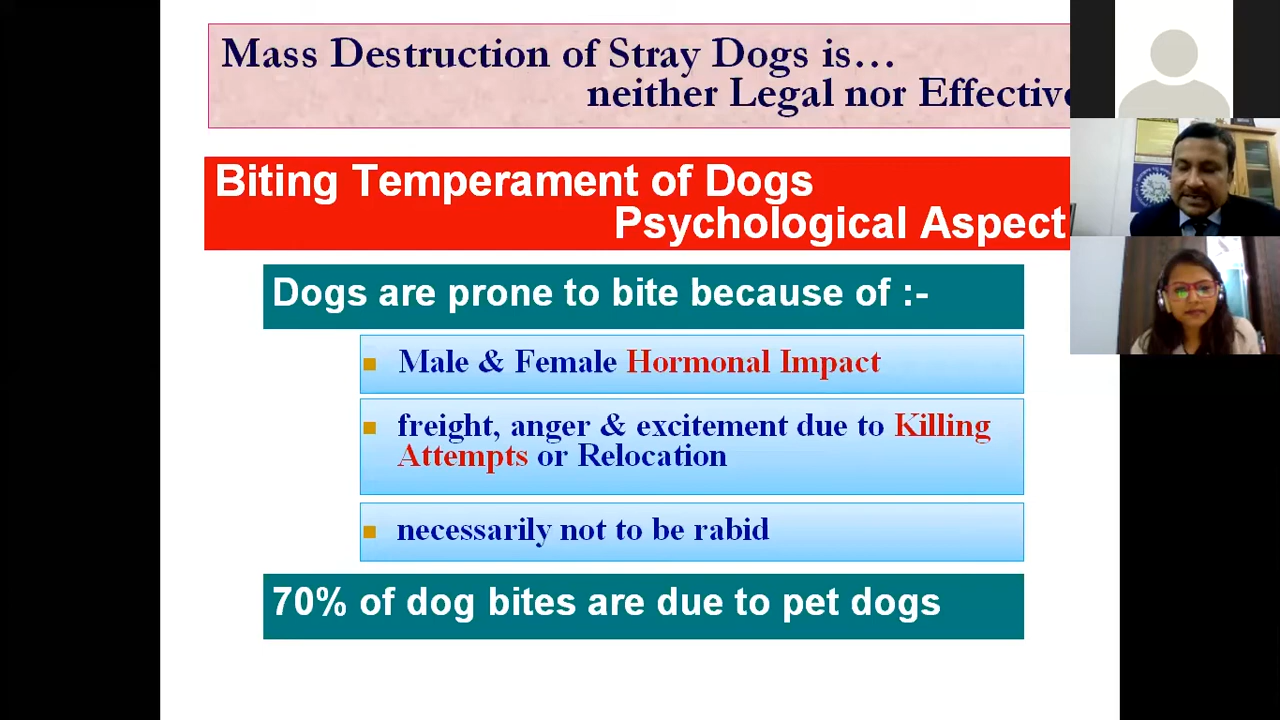 Mass Destruction of Stray Dogs is…
neither Legal nor Effective
Biting Temperament of Dogs
Psychological Aspect
Dogs are prone to bite because of :-
Male & Female Hormonal Impact
freight, anger & excitement due to Killing
Attempts or Relocation
necessarily not to be rabid
70% of dog bites are due to pet dogs